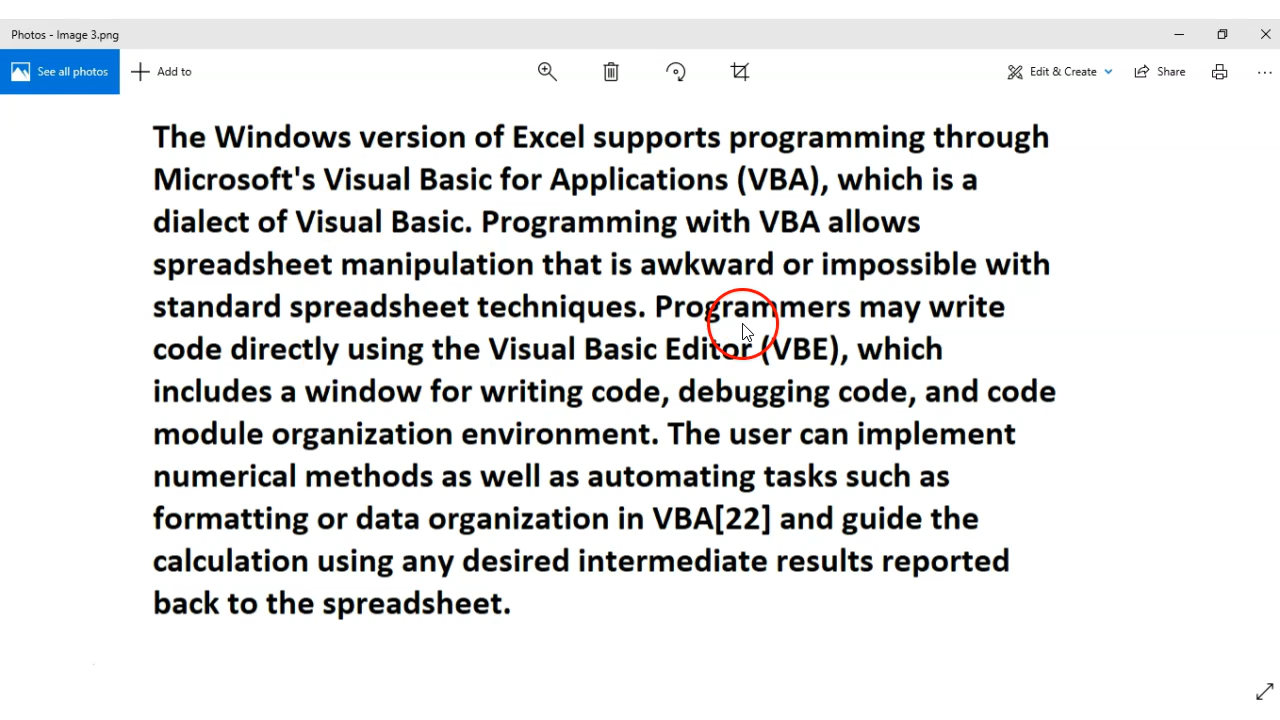 Photos - Image 3.png
See all photos
Add to
Edit & Create
Share
The Windows version of Excel supports programming through
Microsoft's Visual Basic for Applications (VBA), which is a
dialect of Visual Basic. Programming with VBA allows
spreadsheet manipulation that is awkward or impossible with
standard spreadsheet techniques. Programmers may write
code directly using the Visual Basic Editor (VBE), which
includes a window for writing code, debugging code, and code
module organization environment. The user can implement
numerical methods as well as automating tasks such as
formatting or data organization in VBA[22] and guide the
calculation using any desired intermediate results reported
back to the spreadsheet.